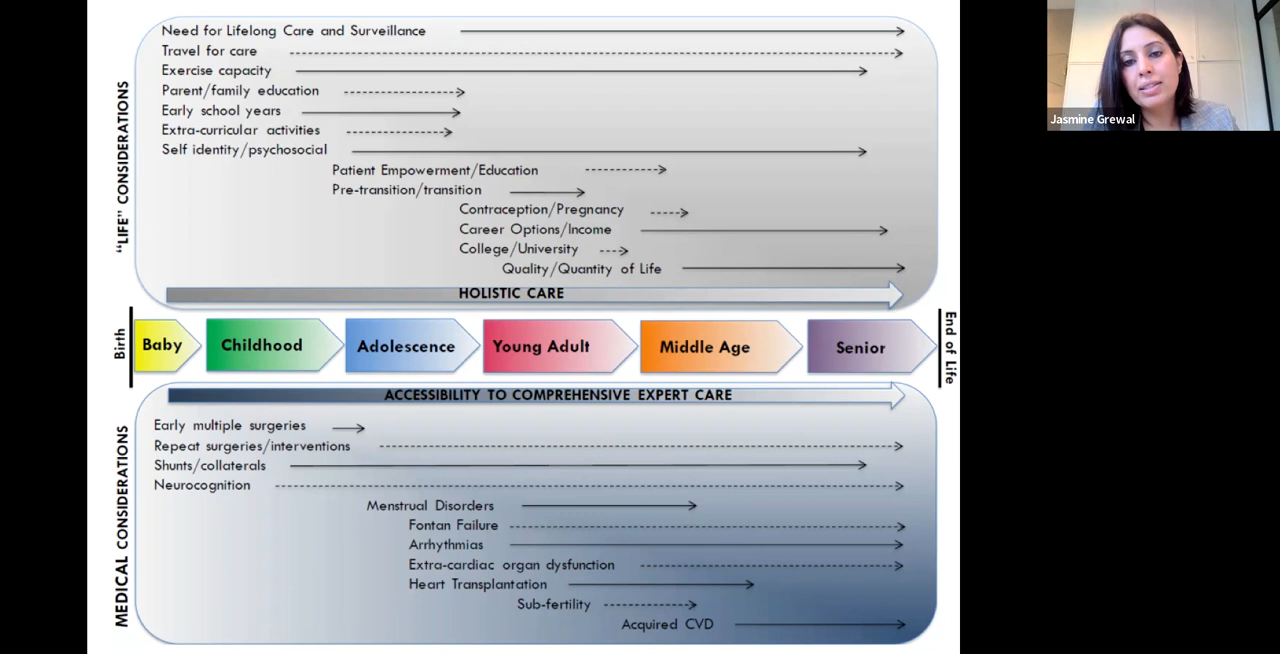 Need for Lifelong Care and Surveillance
Travel for care
Exercise capacity
Parent/family education
Early school years
Extra-curricular activities
Self identity/psychosocial
Patient Empowerment/Education
Pre-transition/transition
Contraception/Pregnancy
Career Options/Income
College/University
Quality/Quantity of Life
HOLISTIC CARE
"LIFE" CONSIDERATIONS
Birth
Baby
Childhood
Adolescence
Young Adult
Middle Age
Senior
End of Life
ACCESSIBILITY TO COMPREHENSIVE EXPERT CARE
Early multiple surgeries
Repeat surgeries/interventions
Shunts/collaterals
Neurocognition
Menstrual Disorders
Fontan Failure
Arrhythmias
Extra-cardiac organ dysfunction
Heart Transplantation
Sub-fertility
Acquired CVD
MEDICAL CONSIDERATIONS
Jasmine Grewal